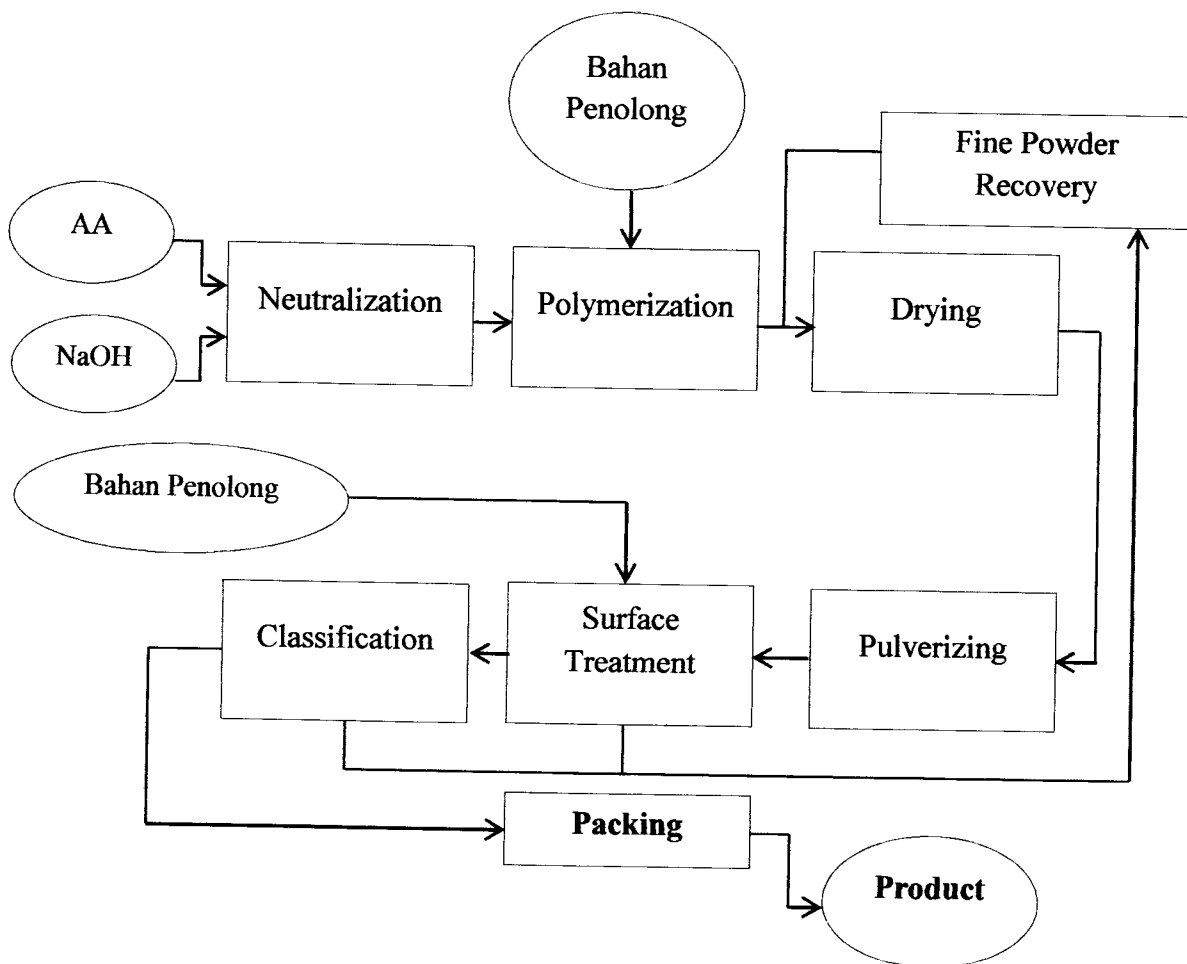 Bahan
Penolong
Fine Powder
Recovery
AA
Neutralization
Polymerization
Drying
NaOH
Bahan Penolong
Classification
Surface
Treatment
Pulverizing
Packing
Product